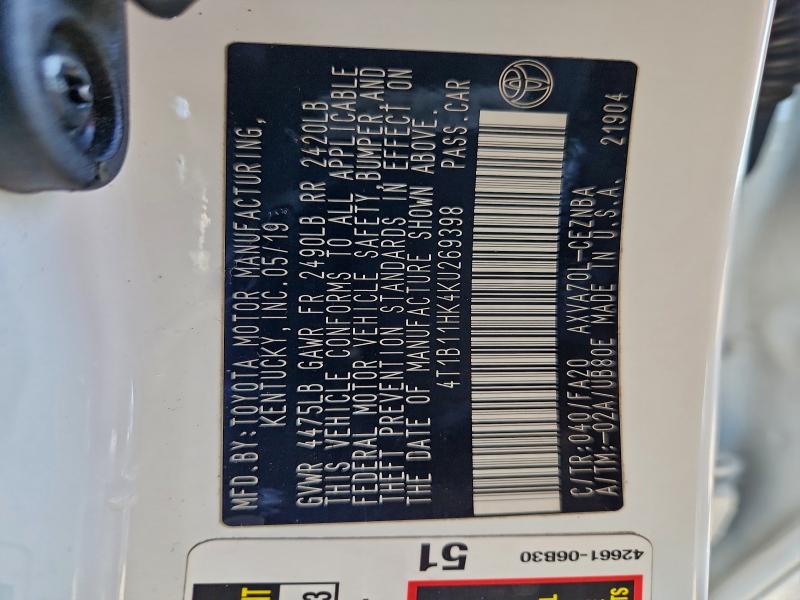 MFD.BY:TOYOTA MOTOR MANUFACTURING,
KENTUCKY, INC.05/19
GVWR 4475LB GAWR FR 2490LB RR 2420LB
THIS VEHICLE CONFORMS TO ALL APPLICABLE
FEDERAL MOTOR VEHICLE SAFETY, BUMPER, AND
THEFT PREVENTION STANDARDS IN EFFECT ON
THE DATE OF MANUFACTURE SHOWN ABOVE.
4T1B11HK4KU269398 PASS.CAR
C/TR:040/FA20 AXVA70L-CEZNBA
A/TM:-02A/UB80E MADE IN U.S.A. 21904
51
42661-06B30